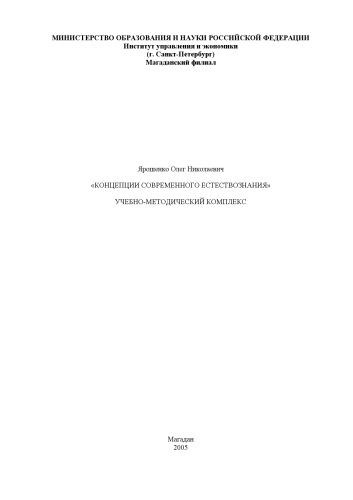 МИНИСТЕРСТВО ОБРАЗОВАНИЯ И НАУКИ РОССИЙСКОЙ ФЕДЕРАЦИИ
Институт управления и экономики
(г. Санкт-Петербург)
Магаданский филиал
Ярошенко Олег Николаевич
«КОНЦЕПЦИИ СОВРЕМЕННОГО ЕСТЕСТВОЗНАНИЯ»
УЧЕБНО-МЕТОДИЧЕСКИЙ КОМПЛЕКС
Магадан
2005